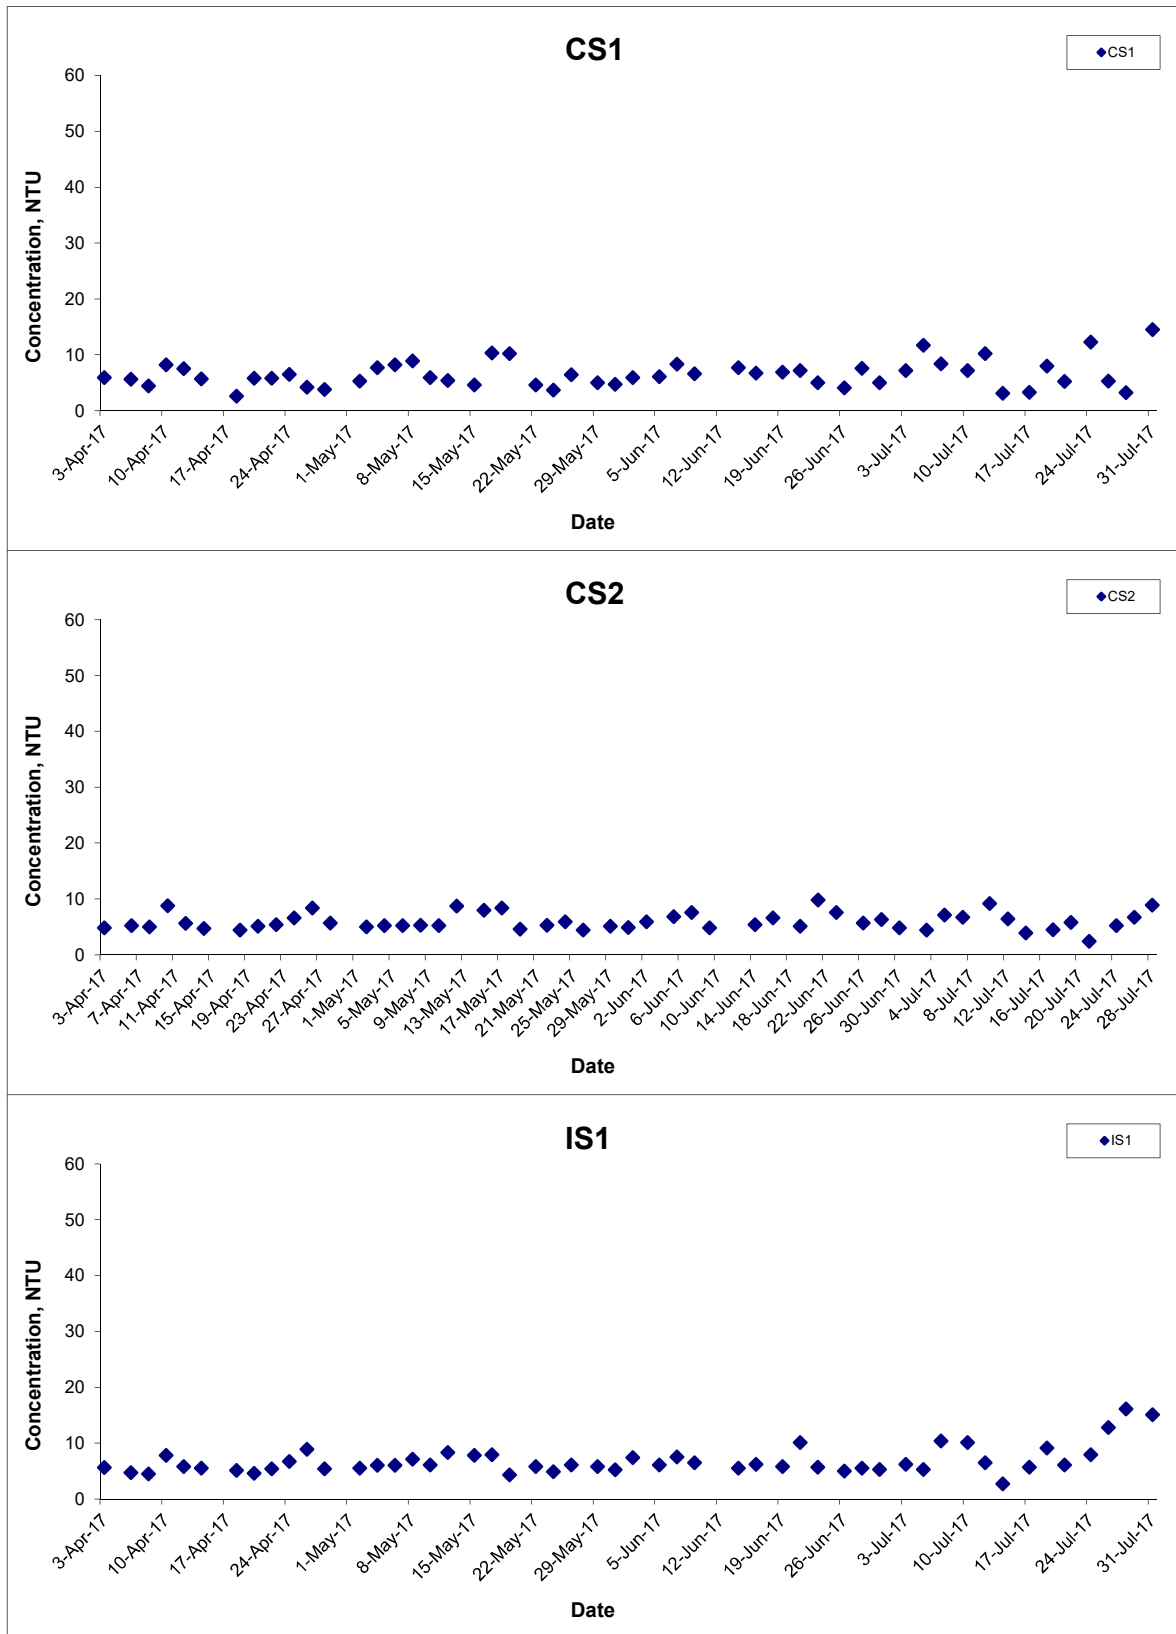 CS1
CS1
60
50
40
30
20
10
0
Concentration, NTU
3-Apr-17
10-Apr-17
17-Apr-17
24-Apr-17
1-May-17
8-May-17
15-May-17
22-May-17
29-May-17
5-Jun-17
12-Jun-17
19-Jun-17
26-Jun-17
3-Jul-17
10-Jul-17
17-Jul-17
24-Jul-17
31-Jul-17
Date
CS2
CS2
60
50
40
30
20
10
0
Concentration, NTU
3-Apr-17
7-Apr-17
11-Apr-17
15-Apr-17
19-Apr-17
23-Apr-17
27-Apr-17
1-May-17
5-May-17
9-May-17
13-May-17
17-May-17
21-May-17
25-May-17
29-May-17
2-Jun-17
6-Jun-17
10-Jun-17
14-Jun-17
18-Jun-17
22-Jun-17
26-Jun-17
30-Jun-17
4-Jul-17
8-Jul-17
12-Jul-17
16-Jul-17
20-Jul-17
24-Jul-17
28-Jul-17
Date
IS1
IS1
60
50
40
30
20
10
0
Concentration, NTU
3-Apr-17
10-Apr-17
17-Apr-17
24-Apr-17
1-May-17
8-May-17
15-May-17
22-May-17
29-May-17
5-Jun-17
12-Jun-17
19-Jun-17
26-Jun-17
3-Jul-17
10-Jul-17
17-Jul-17
24-Jul-17
31-Jul-17
Date